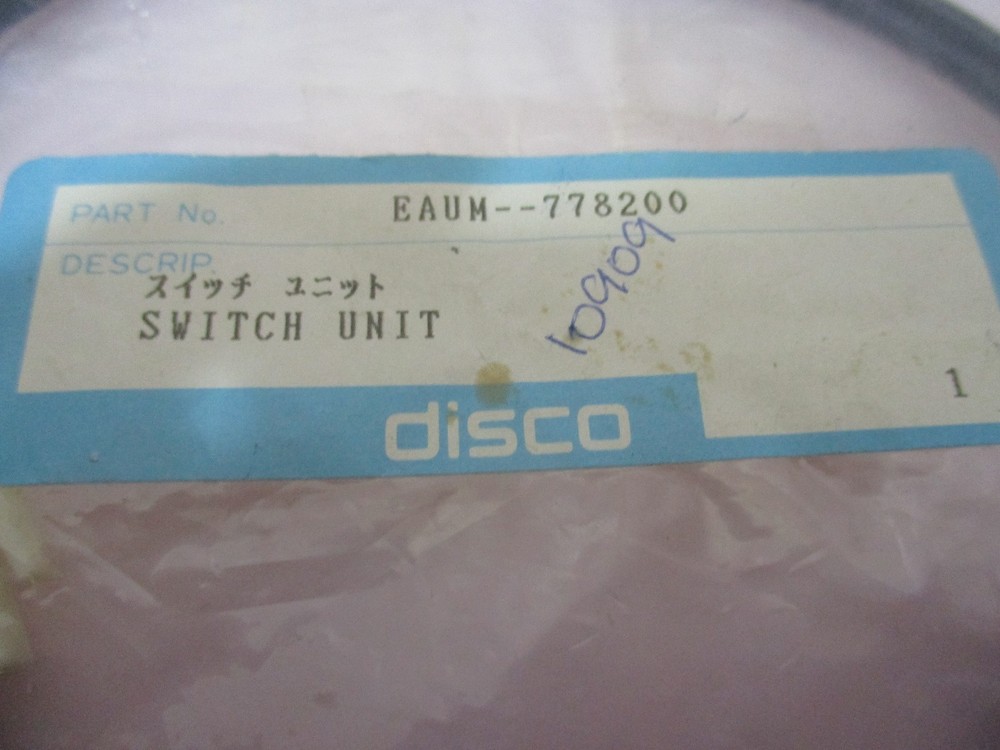 PART No. EAUM--778200
DESCRIP.
スイッチ ユニット
SWITCH UNIT
10909
1
disco